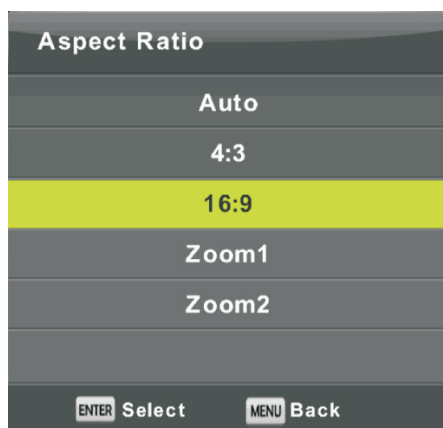 Aspect Ratio
Auto
4:3
16:9
Zoom1
Zoom2
ENTER Select MENU Back